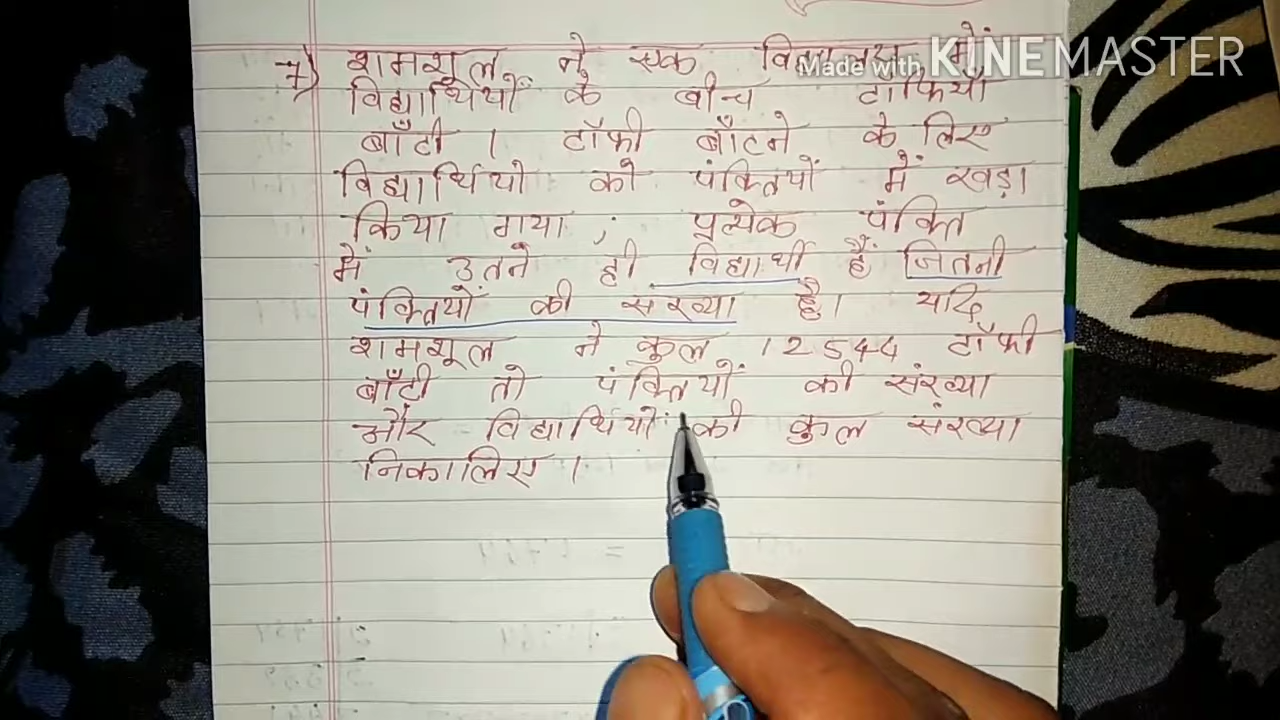 Made with KINEMASTER
7) शमशूल ने एक विद्यालय में
विद्यार्थियों के बीच टॉफियाँ
बाँटी । टॉफी बाँटने के लिए
विद्यार्थियो को पंक्तियों में खड़ा
किया गया ; प्रत्येक पंक्ति
में उतने ही विद्यार्थी हैं जितनी
पंक्तियों की संख्या है। यदि
शमशूल ने कुल 12544 टॉफी
बाँटी तो पंक्तियों की संख्या
और विद्यार्थियों की कुल संख्या
निकालिए ।